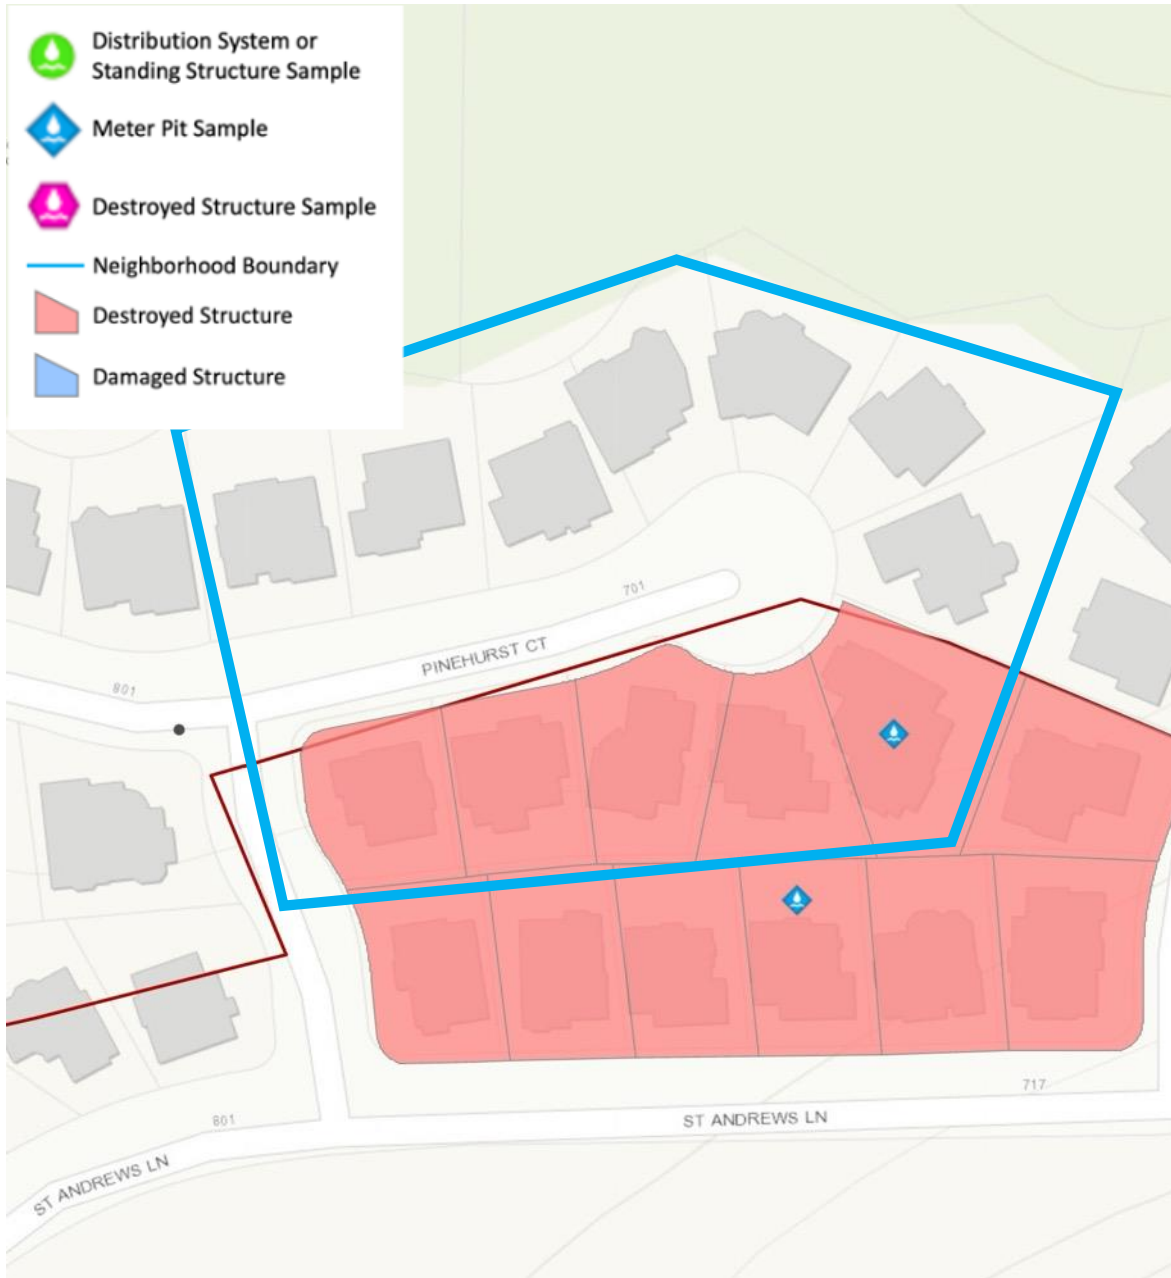 Distribution System or
Standing Structure Sample
Meter Pit Sample
Destroyed Structure Sample
Neighborhood Boundary
Destroyed Structure
Damaged Structure
701
PINEHURST CT
801
717
801
ST ANDREWS LN
ST ANDREWS LN